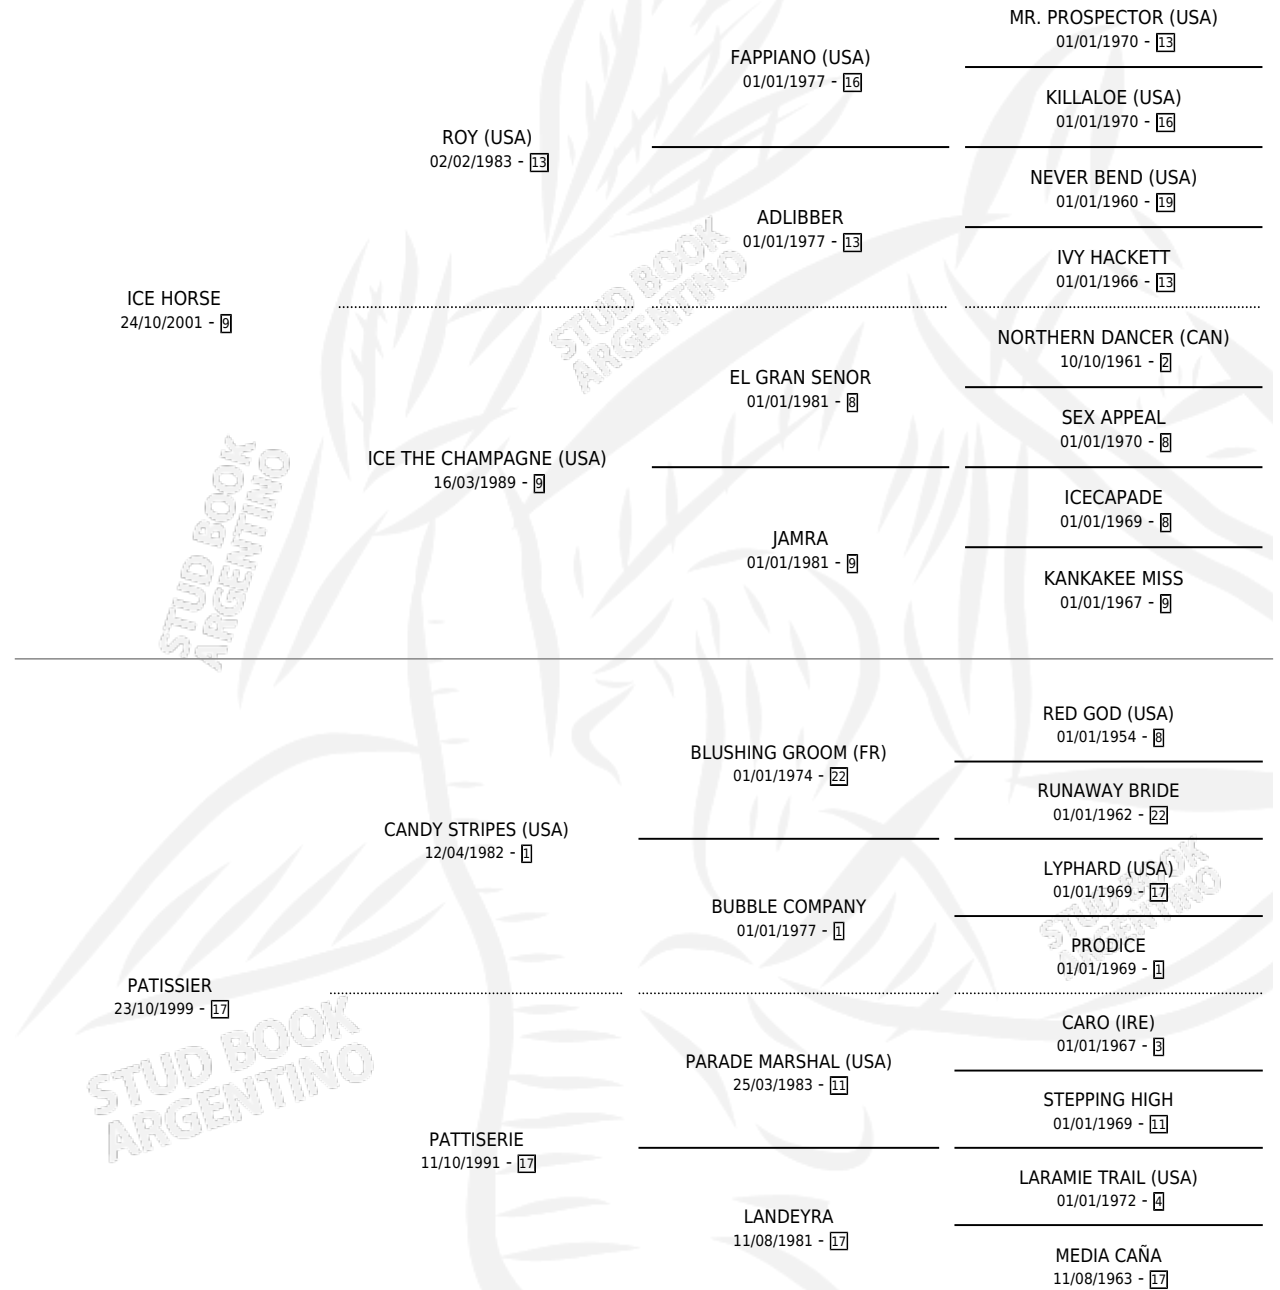 MR. PROSPECTOR (USA)
01/01/1970 - 13
FAPPIANO (USA)
01/01/1977 - 16
KILLALOE (USA)
01/01/1970 - 16
ROY (USA)
02/02/1983 - 13
NEVER BEND (USA)
01/01/1960 - 19
ADLIBBER
01/01/1977 - 13
IVY HACKETT
01/01/1966 - 13
ICE HORSE
24/10/2001 - 9
NORTHERN DANCER (CAN)
10/10/1961 - 2
EL GRAN SENOR
01/01/1981 - 8
SEX APPEAL
01/01/1970 - 8
ICE THE CHAMPAGNE (USA)
16/03/1989 - 9
ICECAPADE
01/01/1969 - 8
JAMRA
01/01/1981 - 9
KANKAKEE MISS
01/01/1967 - 9
RED GOD (USA)
01/01/1954 - 8
BLUSHING GROOM (FR)
01/01/1974 - 22
RUNAWAY BRIDE
01/01/1962 - 22
CANDY STRIPES (USA)
12/04/1982 - 1
LYPHARD (USA)
01/01/1969 - 17
BUBBLE COMPANY
01/01/1977 - 1
PRODICE
01/01/1969 - 1
PATISSIER
23/10/1999 - 17
CARO (IRE)
01/01/1967 - 3
PARADE MARSHAL (USA)
25/03/1983 - 11
STEPPING HIGH
01/01/1969 - 11
PATTISERIE
11/10/1991 - 17
LARAMIE TRAIL (USA)
01/01/1972 - 4
LANDEYRA
11/08/1981 - 17
MEDIA CAÑA
11/08/1963 - 17
STUD BOOK
ARGENTINO
STUD BOOK
ARGENTINO
STUD BOOK
ARGENTINO
STUD BOOK
ARGENTINO